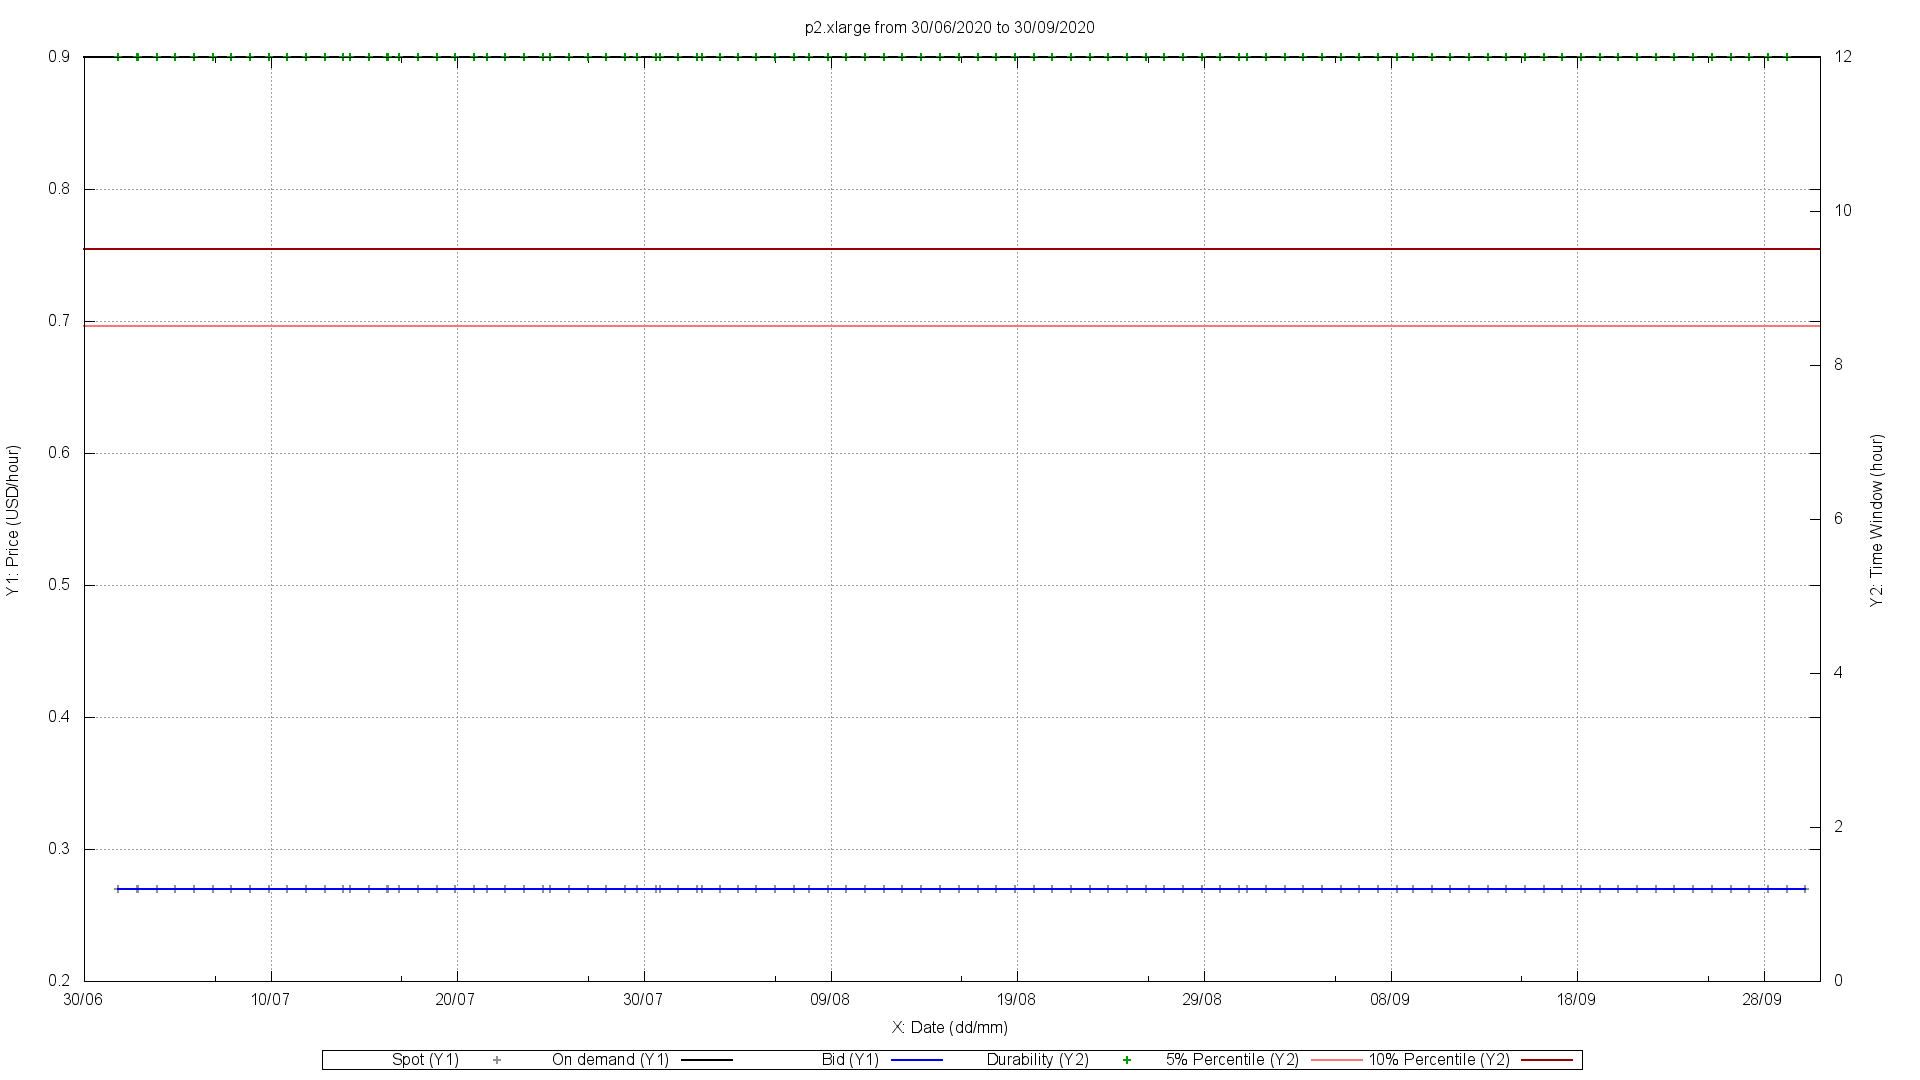 p2.xlarge from 30/06/2020 to 30/09/2020
0.9
0.8
0.7
0.6
0.5
0.4
0.3
0.2
Y1: Price (USD/hour)
12
10
8
6
4
2
0
Y2: Time Window (hour)
30/06 10/07 20/07 30/07 09/08 19/08 29/08 08/09 18/09 28/09
X: Date (dd/mm)
Spot (Y1) On demand (Y1) Bid (Y1) Durability (Y2) 5% Percentile (Y2) 10% Percentile (Y2)